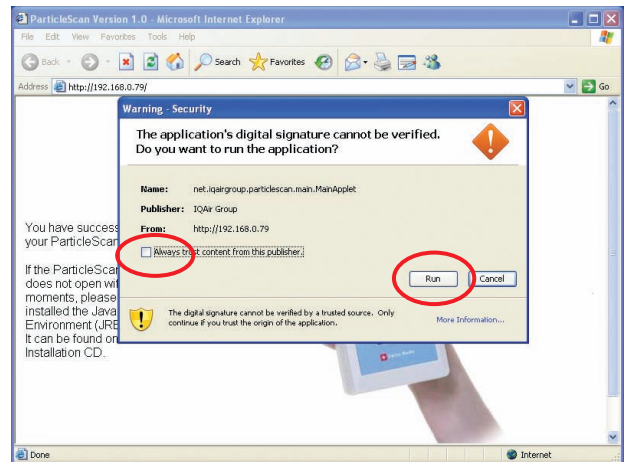 ParticleScan Version 1.0 - Microsoft Internet Explorer
File Edit View Favorites Tools Help
Back Search Favorites
Address http://192.168.0.79/ Go
Warning - Security
The application's digital signature cannot be verified.
Do you want to run the application?
Name: net.iqairgroup.particlescan.main.MainApplet
Publisher: IQAir Group
From: http://192.168.0.79
Always trust content from this publisher.
Run Cancel
The digital signature cannot be verified by a trusted source. Only
continue if you trust the origin of the application.
More Information...
You have success
your ParticleScan
If the ParticleScan
does not open wit
moments, please
installed the Java
Environment (JRE
It can be found on
Installation CD.
Done Internet